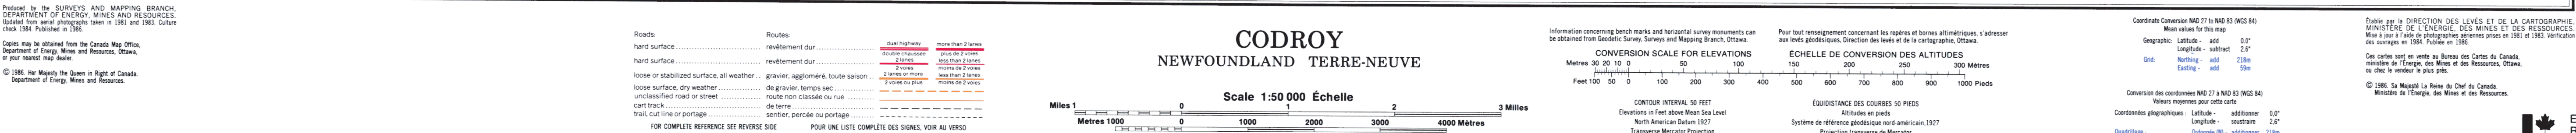 Produced by the SURVEYS AND MAPPING BRANCH,
DEPARTMENT OF ENERGY, MINES AND RESOURCES.
Updated from aerial photographs taken in 1981 and 1983. Culture
check 1984. Published in 1986.
Copies may be obtained from the Canada Map Office,
Department of Energy, Mines and Resources, Ottawa,
or your nearest map dealer.
© 1986. Her Majesty the Queen in Right of Canada.
Department of Energy, Mines and Resources.
Roads: Routes:
dual highway more than 2 lanes
hard surface revêtement dur
double chaussée plus de 2 voies
2 lanes less than 2 lanes
hard surface revêtement dur
2 voies moins de 2 voies
2 lanes or more less than 2 lanes
loose or stabilized surface, all weather gravier, aggloméré, toute saison
2 voies ou plus moins de 2 voies
loose surface, dry weather de gravier, temps sec
unclassified road or street route non classée ou rue
cart track de terre
trail, cut line or portage sentier, percée ou portage
FOR COMPLETE REFERENCE SEE REVERSE SIDE POUR UNE LISTE COMPLÈTE DES SIGNES, VOIR AU VERSO
CODROY
NEWFOUNDLAND TERRE-NEUVE
Scale 1:50 000 Échelle
Miles 1 0 1 2 3 Milles
Metres 1000 0 1000 2000 3000 4000 Mètres
Information concerning bench marks and horizontal survey monuments can
be obtained from Geodetic Survey, Surveys and Mapping Branch, Ottawa.
Pour tout renseignement concernant les repères et bornes altimétriques, s'adresser
aux levés géodésiques, Direction des levés et de la cartographie, Ottawa.
CONVERSION SCALE FOR ELEVATIONS ÉCHELLE DE CONVERSION DES ALTITUDES
Metres 30 20 10 0 50 100 150 200 250 300 Mètres
Feet 100 50 0 100 200 300 400 500 600 700 800 900 1000 Pieds
CONTOUR INTERVAL 50 FEET
Elevations in Feet above Mean Sea Level
North American Datum 1927
Transverse Mercator Projection
ÉQUIDISTANCE DES COURBES 50 PIEDS
Altitudes en pieds
Système de référence géodésique nord-américain,1927
Projection transverse de Mercator
Coordinate Conversion NAD 27 to NAD 83 (WGS 84)
Mean values for this map
Geographic: Latitude - add 0.0"
Longitude - subtract 2.6"
Grid: Northing - add 218m
Easting - add 59m
Conversion des coordonnées NAD 27 à NAD 83 (WGS 84)
Valeurs moyennes pour cette carte
Coordonnées géographiques : Latitude - additionner 0,0"
Longitude - soustraire 2,6"
Quadrillage : Ordonnée (N) - additionner 218m
Établie par la DIRECTION DES LEVÉS ET DE LA CARTOGRAPHIE,
MINISTÈRE DE L'ÉNERGIE, DES MINES ET DES RESSOURCES.
Mise à jour à l'aide de photographies aériennes prises en 1981 et 1983. Vérification
des ouvrages en 1984. Publiée en 1986.
Ces cartes sont en vente au Bureau des Cartes du Canada,
ministère de l'Énergie, des Mines et des Ressources, Ottawa,
ou chez le vendeur le plus près.
© 1986. Sa Majesté La Reine du Chef du Canada.
Ministère de l'Énergie, des Mines et des Ressources.